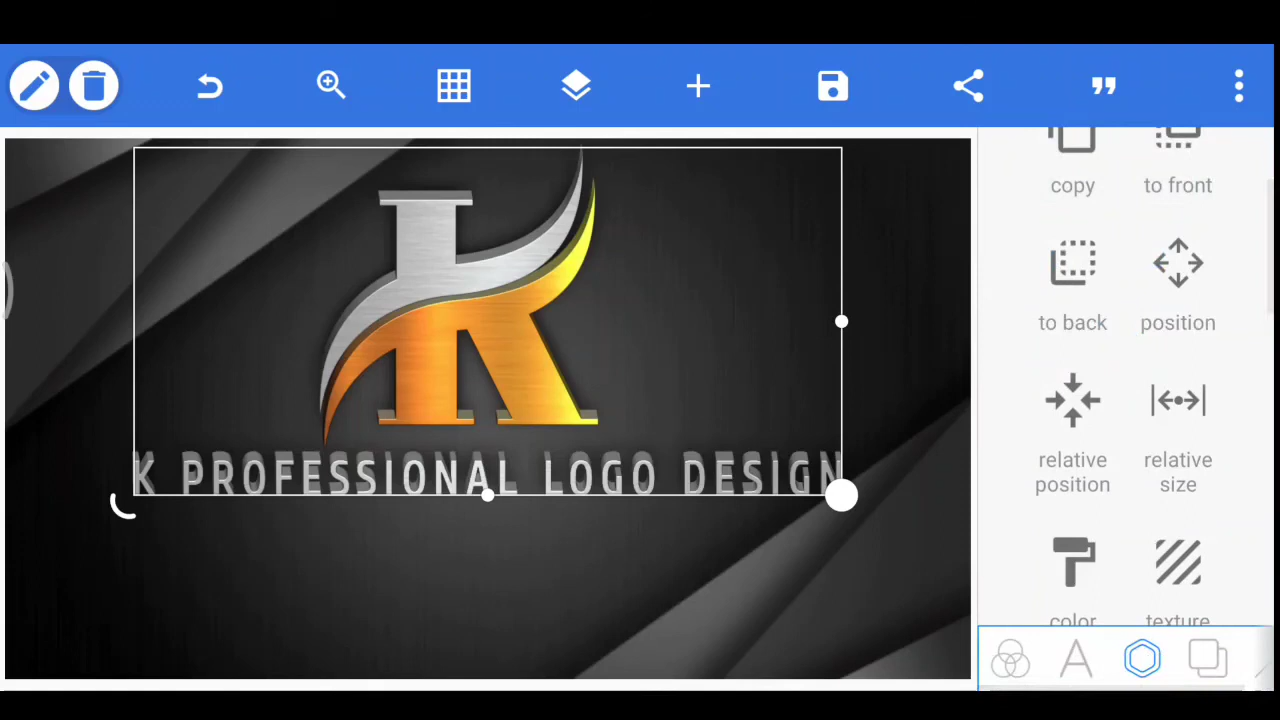 copy to front
K
K PROFESSIONAL LOGO DESIGN
to back position
relative position relative size
color texture